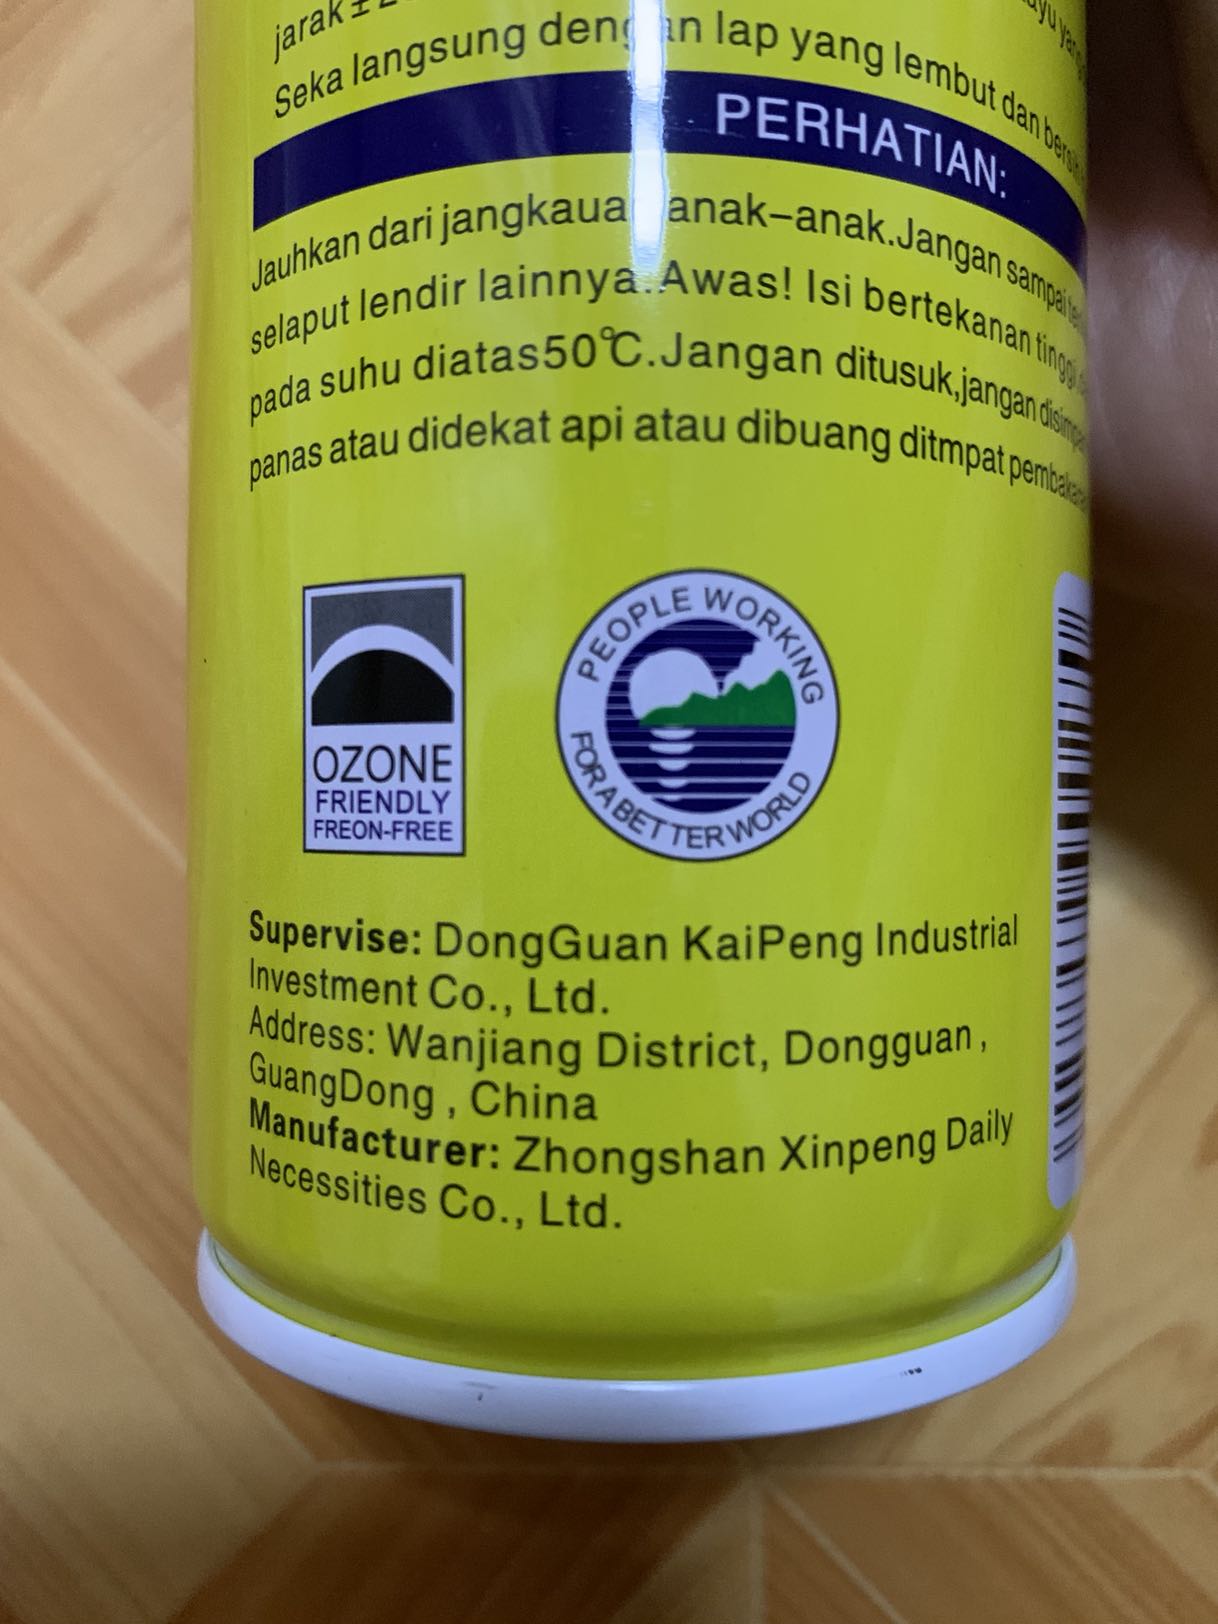 jarak±
Seka langsung dengan lap yang lembut dan bersih
PERHATIAN:
Jauhkan dari jangkauan anak-anak.Jangan sampai
selaput lendir lainnya.Awas! Isi bertekanan tinggi
pada suhu diatas50℃.Jangan ditusuk,jangan disimpan
panas atau didekat api atau dibuang ditmpat pembakaran
OZONE
FRIENDLY
FREON-FREE
PEOPLE WORKING
FOR A BETTER WORLD
Supervise: DongGuan KaiPeng Industrial
Investment Co., Ltd.
Address: Wanjiang District, Dongguan,
GuangDong , China
Manufacturer: Zhongshan Xinpeng Daily
Necessities Co., Ltd.